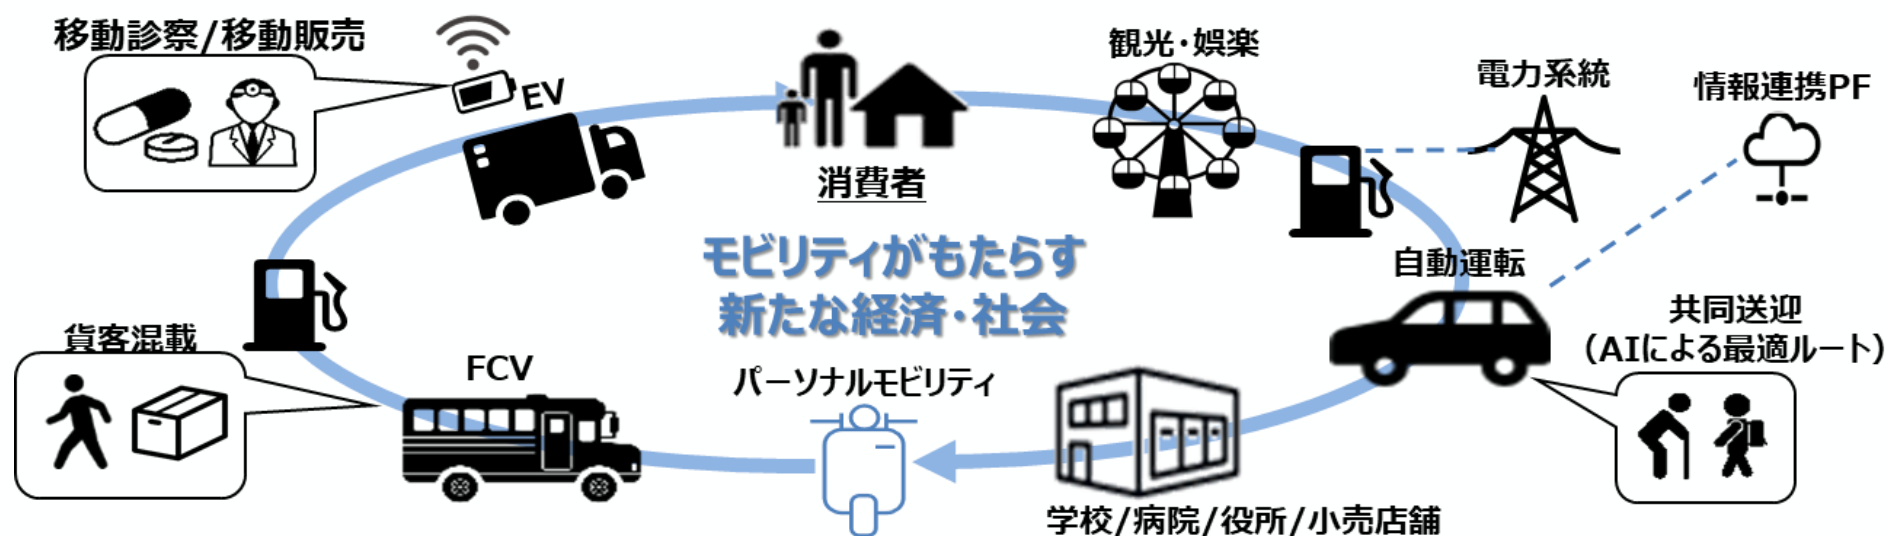 移動診察/移動販売
EV
消費者
観光・娯楽
電力系統
情報連携PF
モビリティがもたらす
新たな経済・社会
自動運転
共同送迎
（AIによる最適ルート）
貨客混載
FCV
パーソナルモビリティ
学校/病院/役所/小売店舗